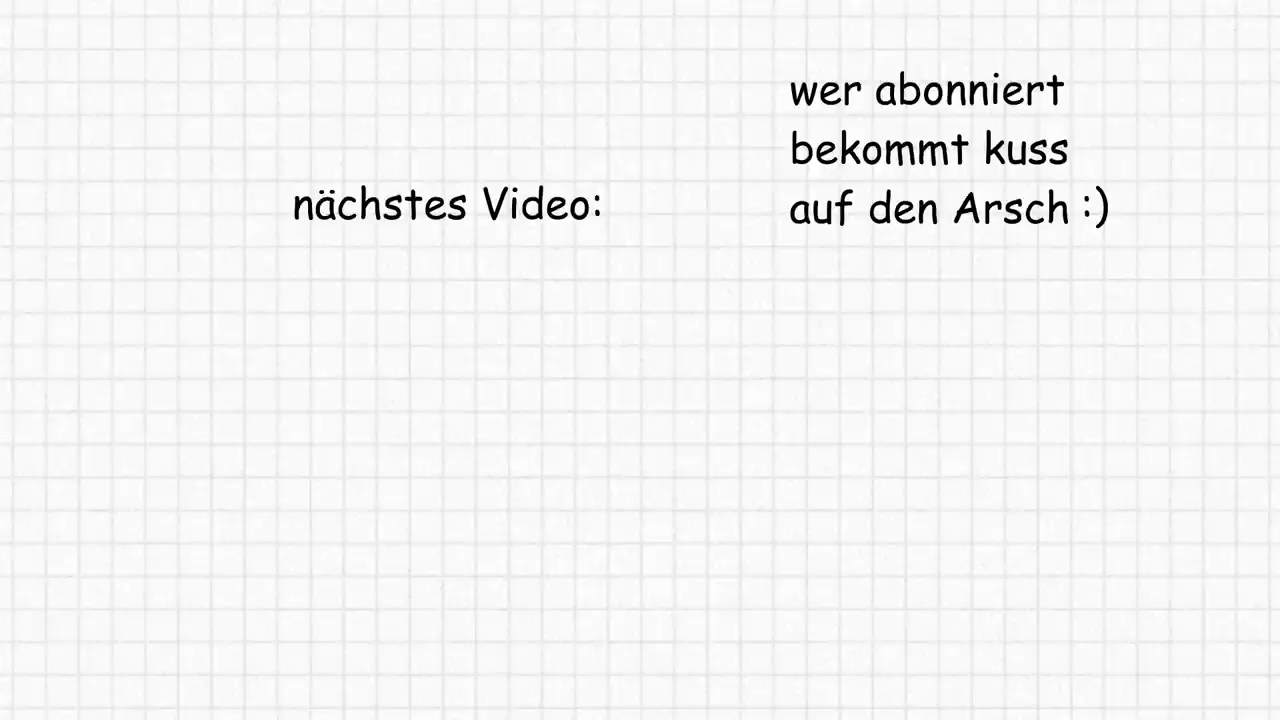 nächstes Video:
wer abonniert
bekommt kuss
auf den Arsch :)